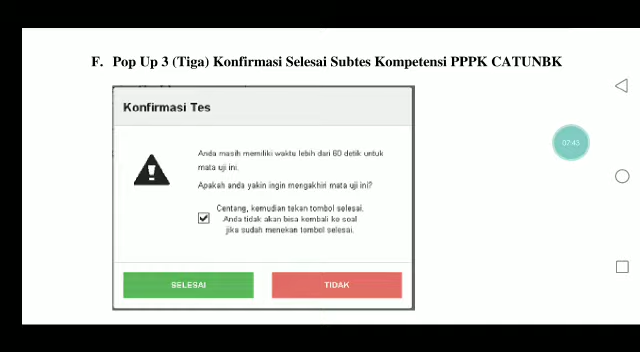 F. Pop Up 3 (Tiga) Konfirmasi Selesai Subtes Kompetensi PPPK CATUNBK
Konfirmasi Tes
02:43
Anda masih memiliki waktu lebih dari 60 detik untuk
mata uji ini.
Apakah anda yakin ingin mengakhiri mata uji ini?
Centang, kemudian tekan tombol selesai.
Anda tidak akan bisa kembali ke soal
jika sudah menekan tombol selesai.
SELESAI
TIDAK